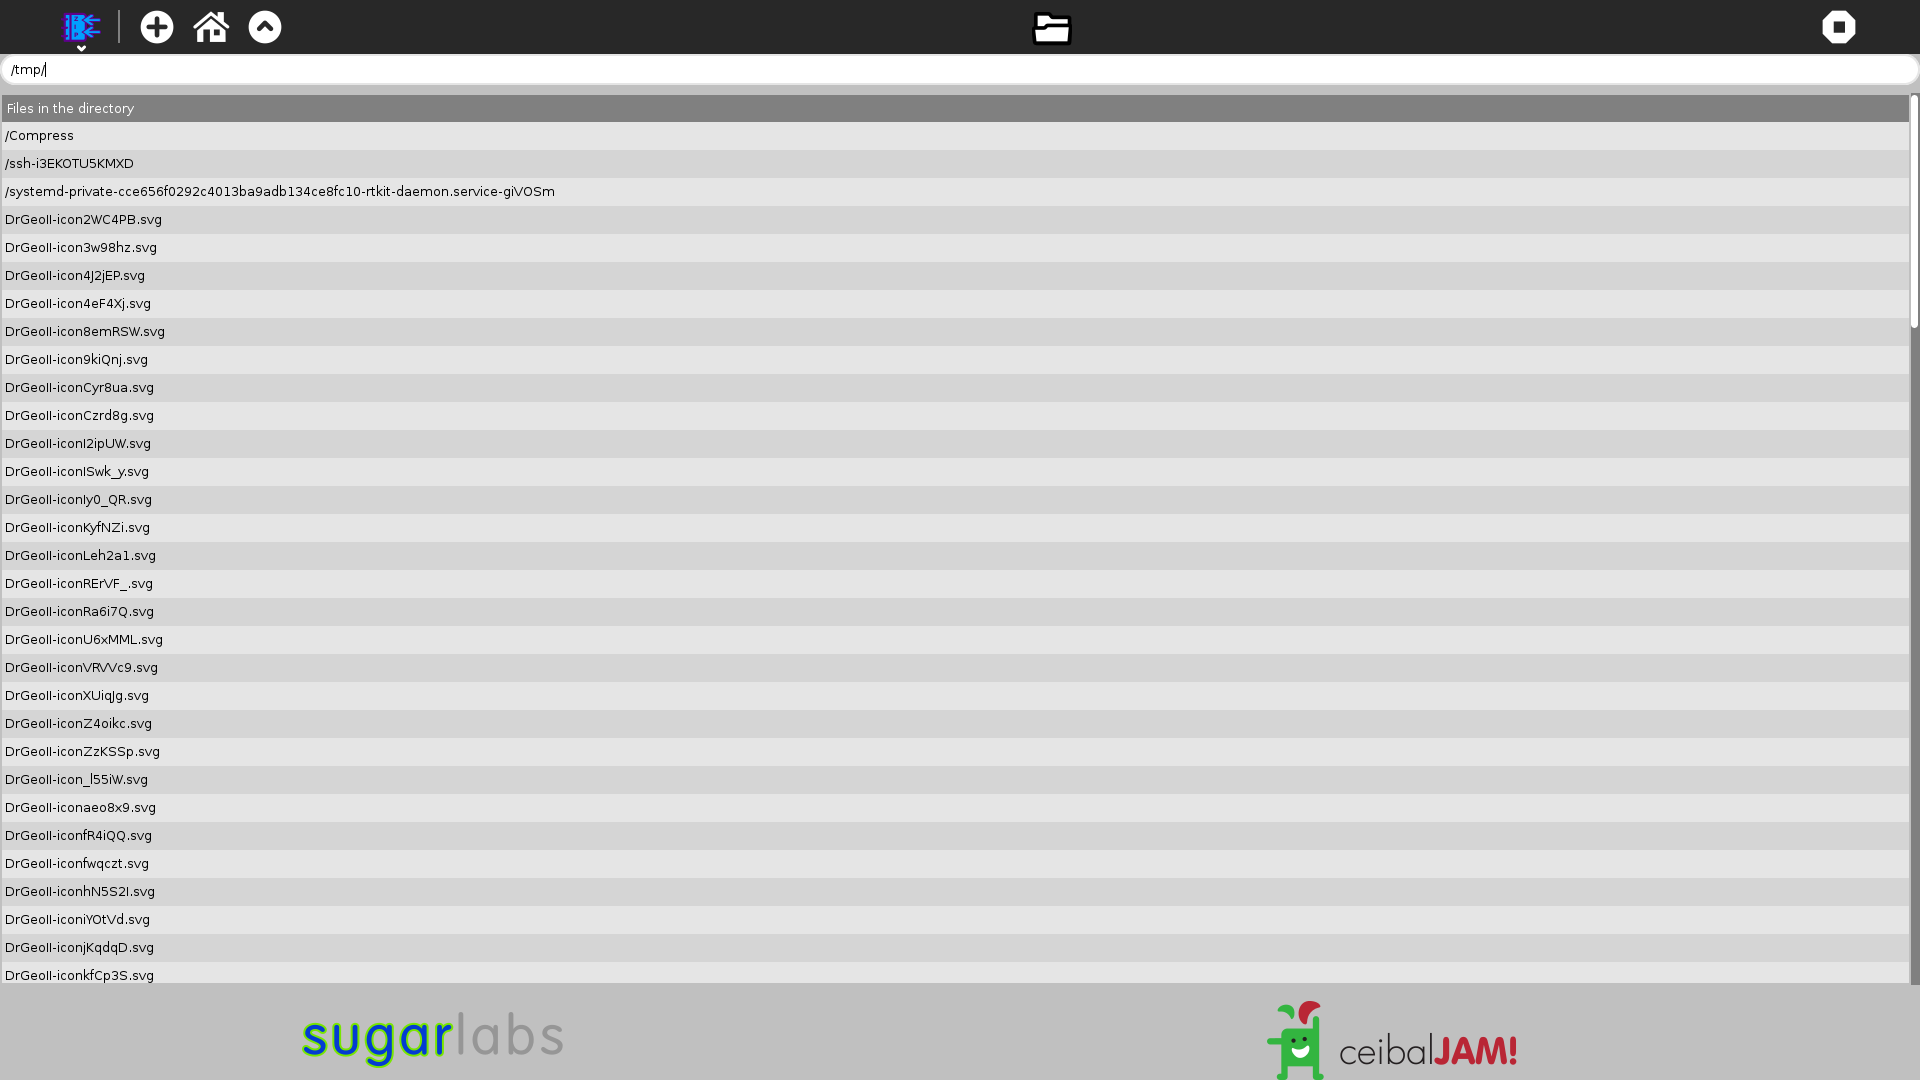 /tmp/
Files in the directory
/Compress
/ssh-i3EKOTU5KMXD
/systemd-private-cce656f0292c4013ba9adb134ce8fc10-rtkit-daemon.service-giVOSm
DrGeoII-icon2WC4PB.svg
DrGeoII-icon3w98hz.svg
DrGeoII-icon4J2jEP.svg
DrGeoII-icon4eF4Xj.svg
DrGeoII-icon8emRSW.svg
DrGeoII-icon9kiQnj.svg
DrGeoII-iconCyr8ua.svg
DrGeoII-iconCzrd8g.svg
DrGeoII-iconI2ipUW.svg
DrGeoII-iconISwk_y.svg
DrGeoII-iconIy0_QR.svg
DrGeoII-iconKyfNZi.svg
DrGeoII-iconLeh2a1.svg
DrGeoII-iconRErVF_.svg
DrGeoII-iconRa6i7Q.svg
DrGeoII-iconU6xMML.svg
DrGeoII-iconVRVVc9.svg
DrGeoII-iconXUiqJg.svg
DrGeoII-iconZ4oikc.svg
DrGeoII-iconZzKSSp.svg
DrGeoII-icon_l55iW.svg
DrGeoII-iconaeo8x9.svg
DrGeoII-iconfR4iQQ.svg
DrGeoII-iconfwqczt.svg
DrGeoII-iconhN5S2I.svg
DrGeoII-iconiYOtVd.svg
DrGeoII-iconjKqdqD.svg
DrGeoII-iconkfCp3S.svg
sugarlabs
ceibalJAM!